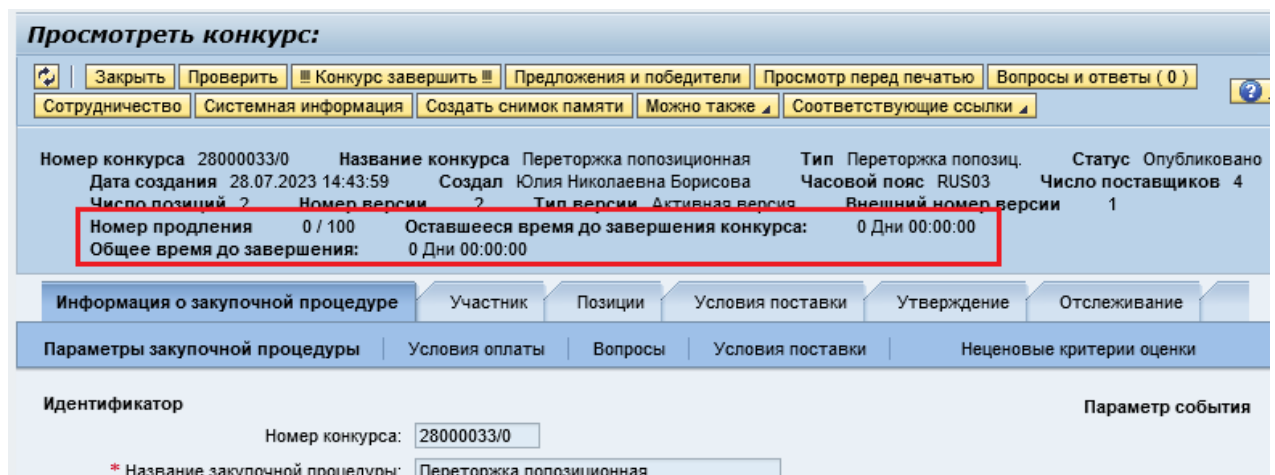 Просмотреть конкурс:
Закрыть Проверить !!! Конкурс завершить !!! Предложения и победители Просмотр перед печатью Вопросы и ответы ( 0 )
Сотрудничество Системная информация Создать снимок памяти Можно также Соответствующие ссылки
Номер конкурса 28000033/0 Название конкурса Переторжка попозиционная Тип Переторжка попозиц. Статус Опубликовано
Дата создания 28.07.2023 14:43:59 Создал Юлия Николаевна Борисова Часовой пояс RUS03 Число поставщиков 4
Число позиций 2 Номер версии 2 Тип версии Активная версия Внешний номер версии 1
Номер продления 0 / 100 Оставшееся время до завершения конкурса: 0 Дни 00:00:00
Общее время до завершения: 0 Дни 00:00:00
Информация о закупочной процедуре Участник Позиции Условия поставки Утверждение Отслеживание
Параметры закупочной процедуры Условия оплаты Вопросы Условия поставки Неценовые критерии оценки
Идентификатор Параметр события
Номер конкурса: 28000033/0
* Название закупочной процедуры: Переторжка попозиционная